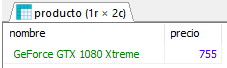 producto (1r × 2c)
nombre precio
GeForce GTX 1080 Xtreme 755